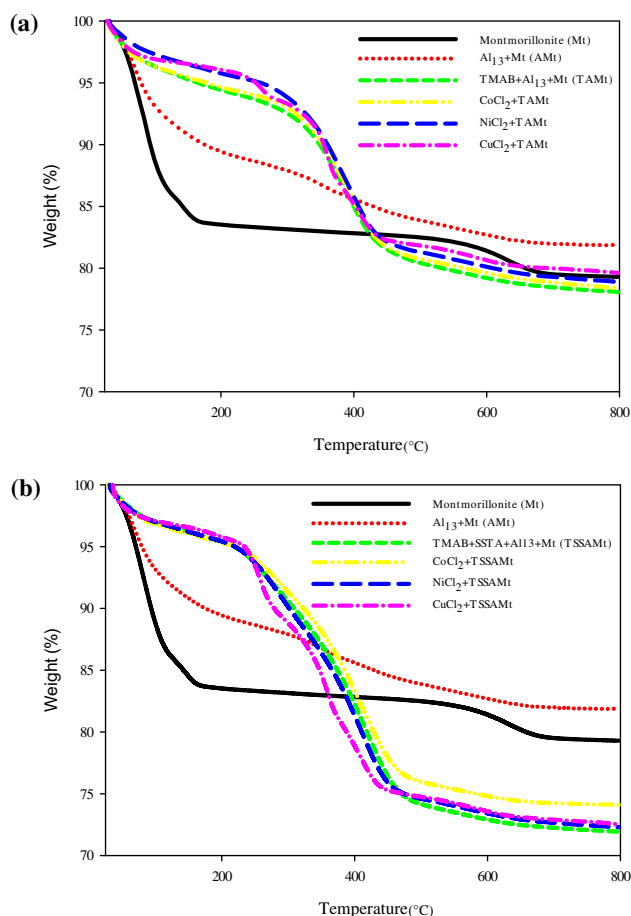 (a)
100
95
90
85
80
75
70
Weight (%)
Montmorillonite (Mt)
Al13+Mt (AMt)
TMAB+Al13+Mt (TAMt)
CoCl2+TAMt
NiCl2+TAMt
CuCl2+TAMt
200 400 600 800
Temperature(°C)
(b)
100
95
90
85
80
75
70
Weight (%)
Montmorillonite (Mt)
Al13+Mt (AMt)
TMAB+SSTA+Al13+Mt (TSSAMt)
CoCl2+TSSAMt
NiCl2+TSSAMt
CuCl2+TSSAMt
200 400 600 800
Temperature(°C)